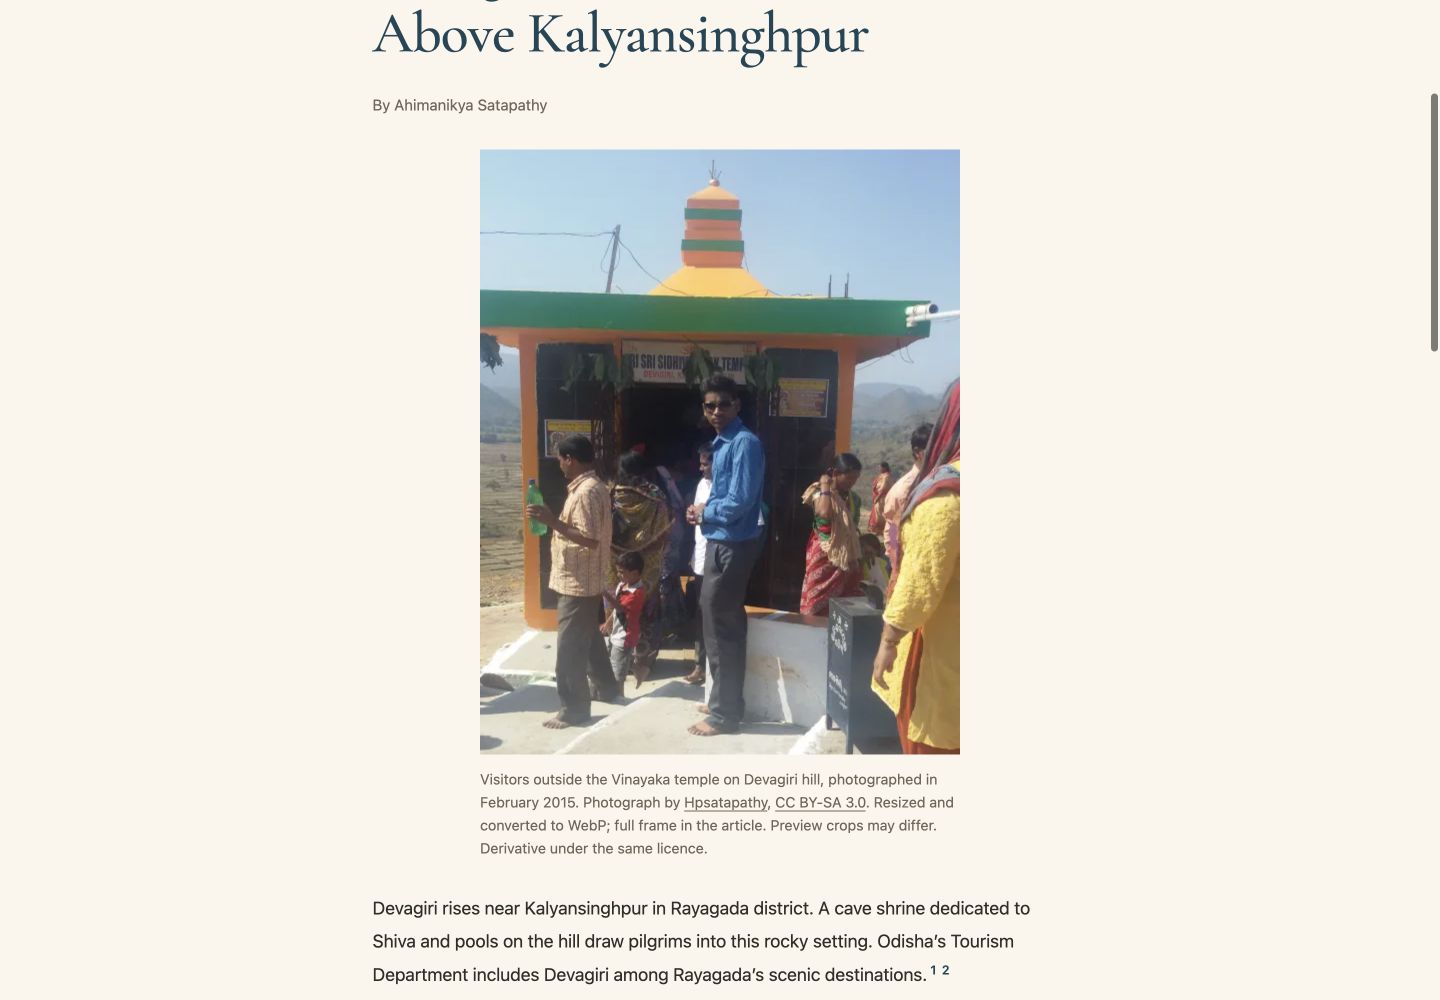 Above Kalyansinghpur
By Ahimanikya Satapathy
RI SRI SIDHI TEMP
DEVIGIRI, K
Visitors outside the Vinayaka temple on Devagiri hill, photographed in
February 2015. Photograph by Hpsatapathy, CC BY-SA 3.0. Resized and
converted to WebP; full frame in the article. Preview crops may differ.
Derivative under the same licence.
Devagiri rises near Kalyansinghpur in Rayagada district. A cave shrine dedicated to
Shiva and pools on the hill draw pilgrims into this rocky setting. Odisha’s Tourism
Department includes Devagiri among Rayagada’s scenic destinations. 1 2